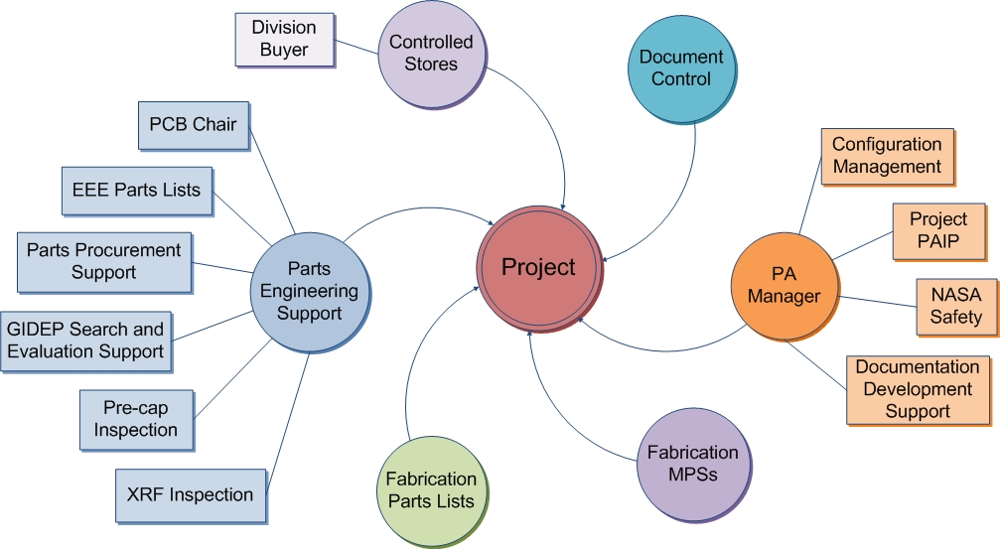 Division
Buyer
Controlled
Stores
Document
Control
PCB Chair
EEE Parts Lists
Parts Procurement
Support
GIDEP Search and
Evaluation Support
Pre-cap
Inspection
XRF Inspection
Parts
Engineering
Support
Project
PA
Manager
Configuration
Management
Project
PAIP
NASA
Safety
Documentation
Development
Support
Fabrication
Parts Lists
Fabrication
MPSs